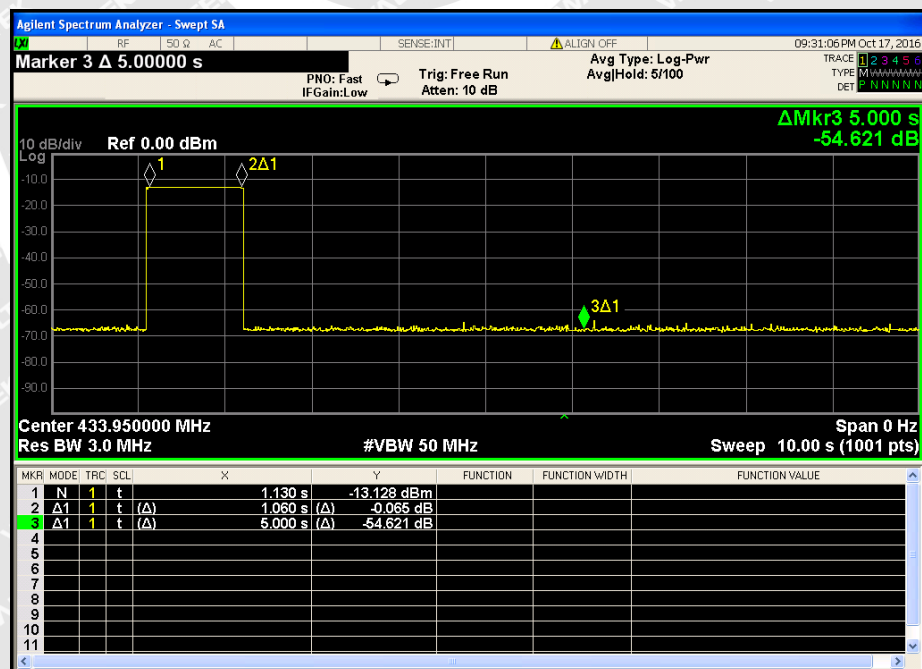 Agilent Spectrum Analyzer - Swept SA
LXI RF 50 Ω AC SENSE:INT ALIGN OFF 09:31:06 PM Oct 17, 2016
Marker 3 Δ 5.00000 s
PNO: Fast
IFGain:Low
Trig: Free Run
Atten: 10 dB
Avg Type: Log-Pwr
Avg|Hold: 5/100
TRACE 1 2 3 4 5 6
TYPE M W W W W W
DET P N N N N N
ΔMkr3 5.000 s
-54.621 dB
10 dB/div Ref 0.00 dBm
Log
1
2Δ1
-10.0
-20.0
-30.0
-40.0
-50.0
-60.0
3Δ1
-70.0
-80.0
-90.0
Center 433.950000 MHz Span 0 Hz
Res BW 3.0 MHz #VBW 50 MHz Sweep 10.00 s (1001 pts)
MKR MODE TRC SCL X Y FUNCTION FUNCTION WIDTH FUNCTION VALUE
1 N 1 t 1.130 s -13.128 dBm
2 Δ1 1 t (Δ) 1.060 s (Δ) -0.065 dB
3 Δ1 1 t (Δ) 5.000 s (Δ) -54.621 dB
4
5
6
7
8
9
10
11